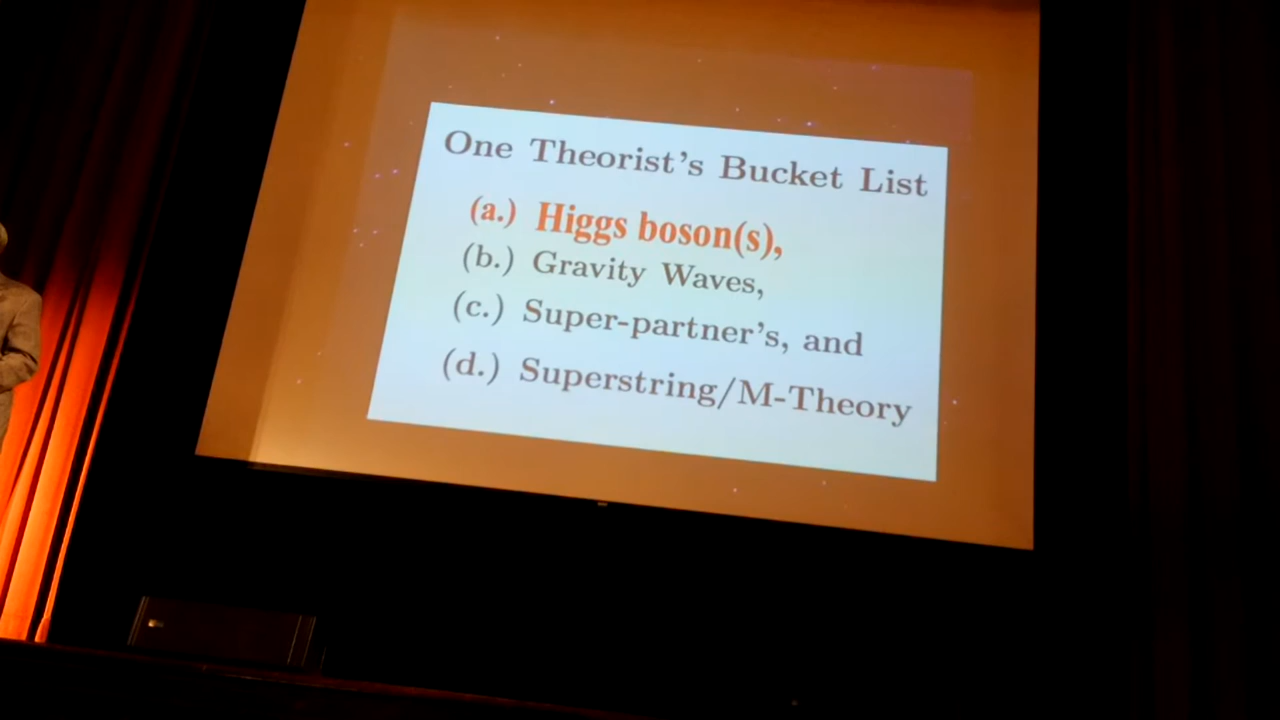 One Theorist's Bucket List
(a.) Higgs boson(s),
(b.) Gravity Waves,
(c.) Super-partner's, and
(d.) Superstring/M-Theory